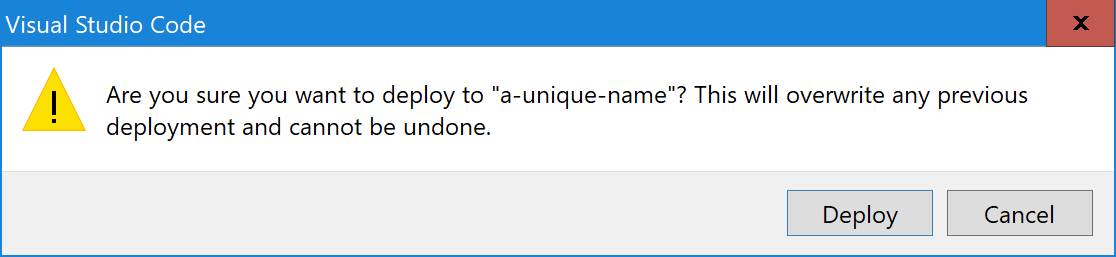 Visual Studio Code
Are you sure you want to deploy to "a-unique-name"? This will overwrite any previous
deployment and cannot be undone.
Deploy
Cancel